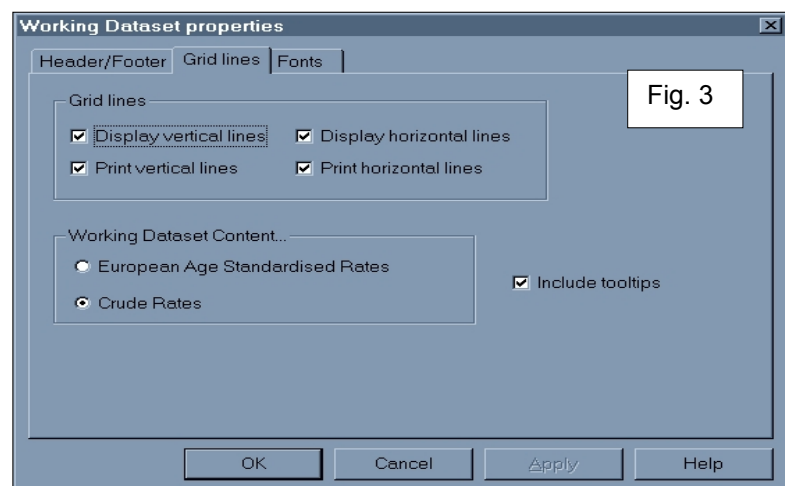 Working Dataset properties
Header/Footer Grid lines Fonts
Fig. 3
Grid lines
Display vertical lines Display horizontal lines
Print vertical lines Print horizontal lines
Working Dataset Content...
European Age Standardised Rates
Include tooltips
Crude Rates
OK Cancel Apply Help